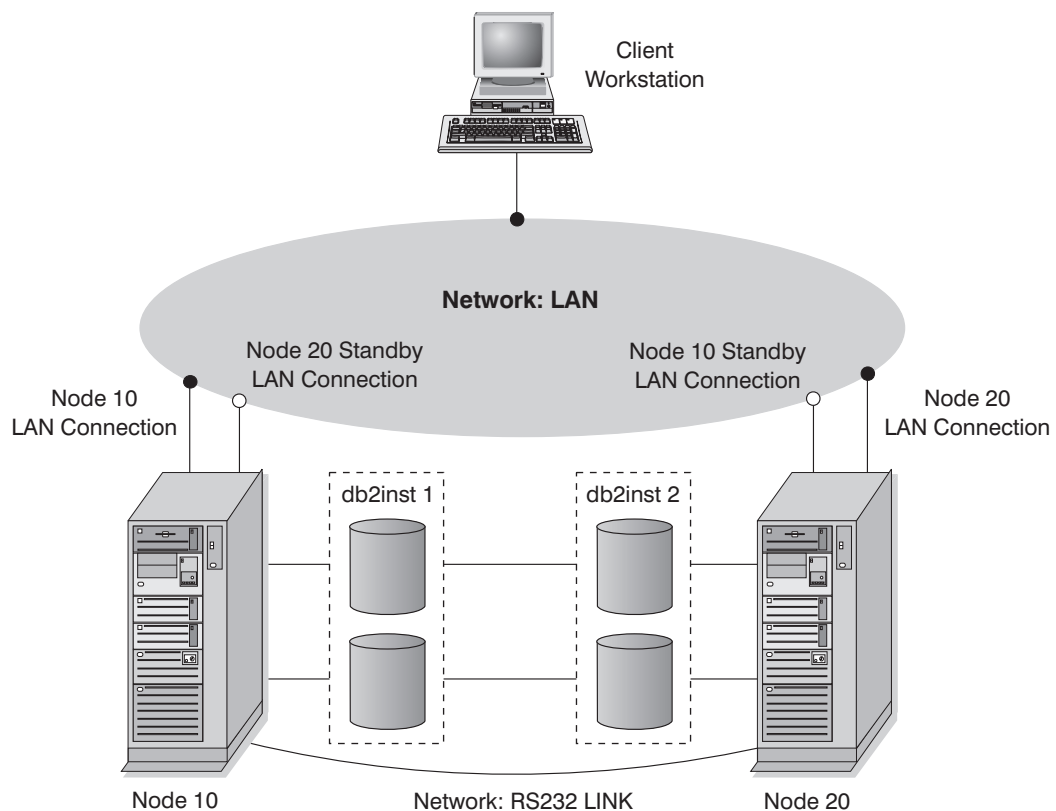 Client
Workstation
Network: LAN
Node 20 Standby
LAN Connection
Node 10 Standby
LAN Connection
Node 10
LAN Connection
Node 20
LAN Connection
db2inst 1
db2inst 2
Node 10
Network: RS232 LINK
Node 20